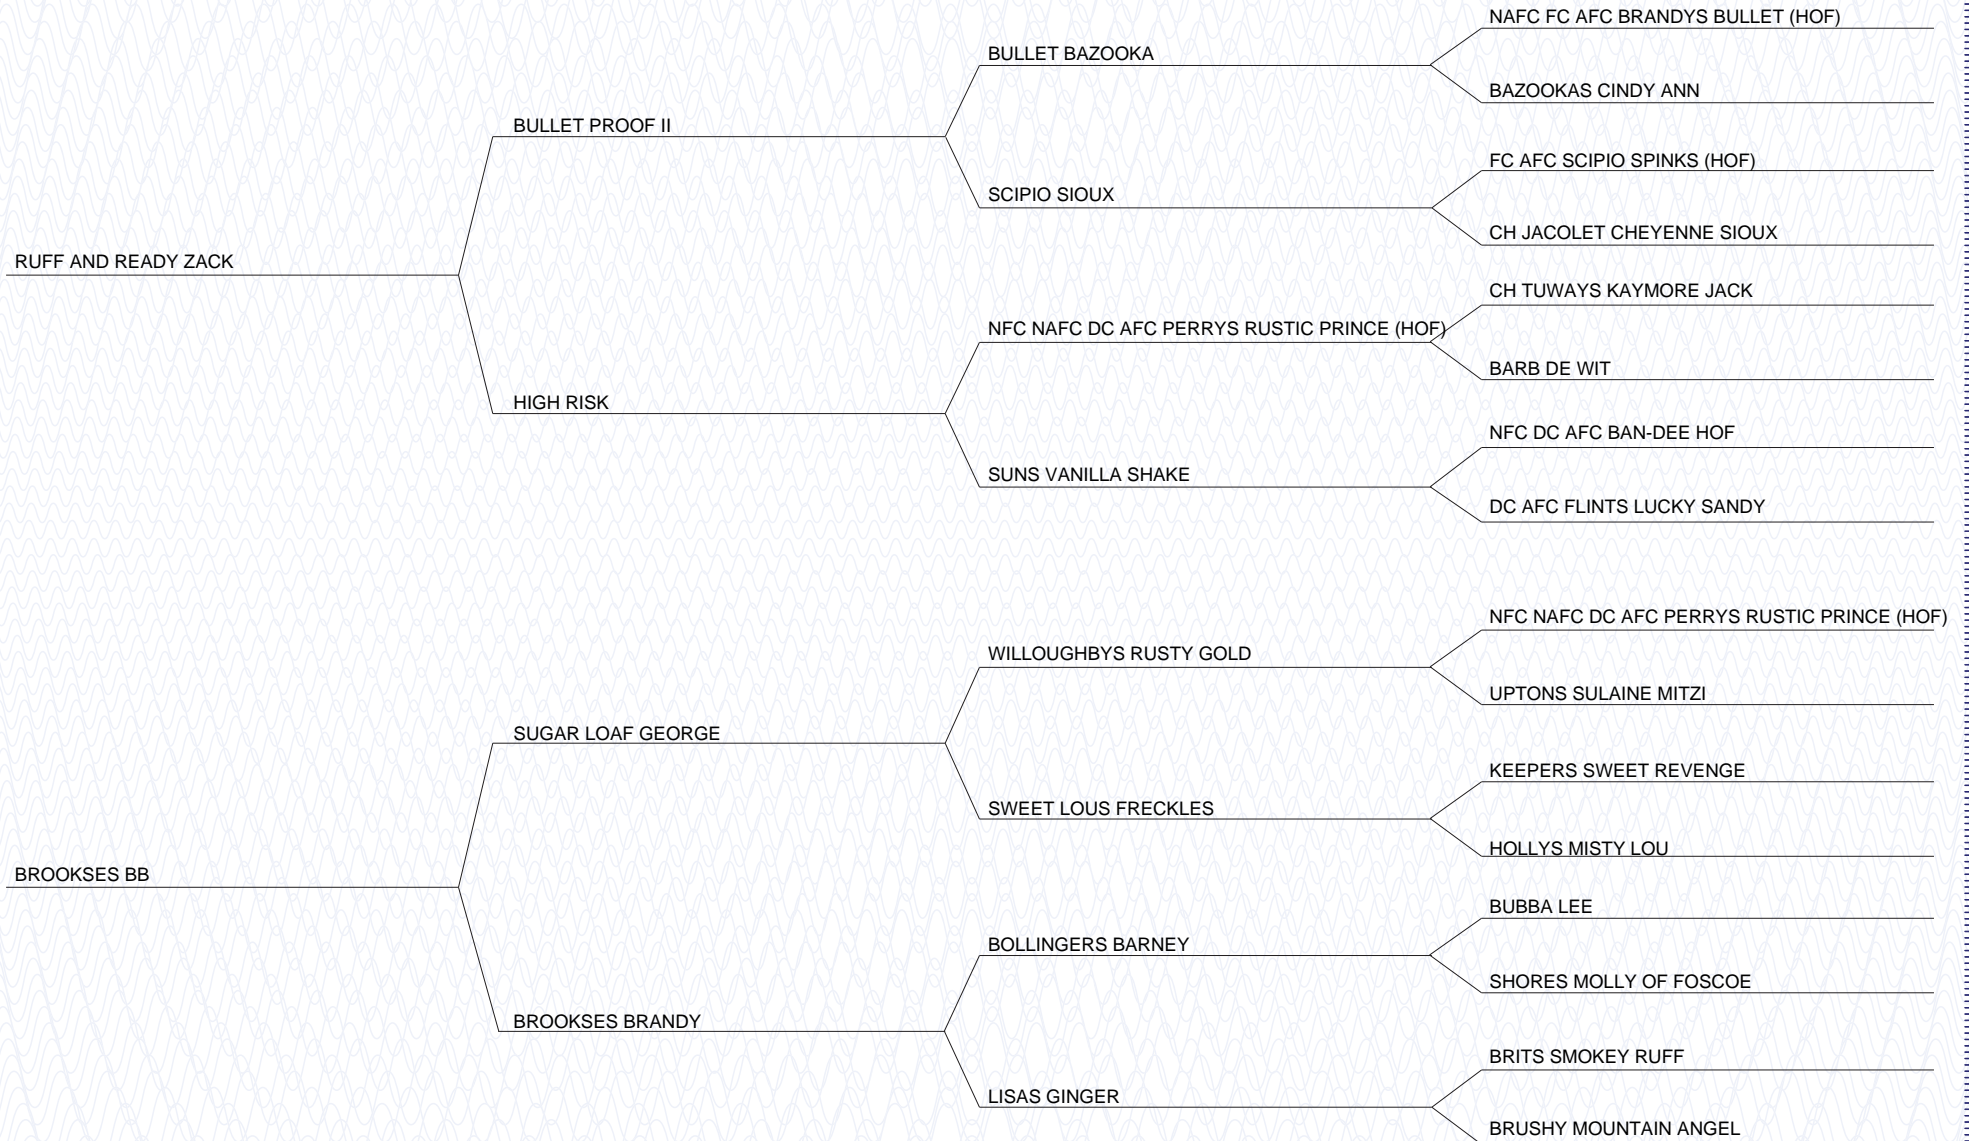 NAFC FC AFC BRANDYS BULLET (HOF)
BULLET BAZOOKA
BAZOOKAS CINDY ANN
BULLET PROOF II
FC AFC SCIPIO SPINKS (HOF)
SCIPIO SIOUX
CH JACOLET CHEYENNE SIOUX
RUFF AND READY ZACK
CH TUWAYS KAYMORE JACK
NFC NAFC DC AFC PERRYS RUSTIC PRINCE (HOF)
BARB DE WIT
HIGH RISK
NFC DC AFC BAN-DEE HOF
SUNS VANILLA SHAKE
DC AFC FLINTS LUCKY SANDY
NFC NAFC DC AFC PERRYS RUSTIC PRINCE (HOF)
WILLOUGHBYS RUSTY GOLD
UPTONS SULAINE MITZI
SUGAR LOAF GEORGE
KEEPERS SWEET REVENGE
SWEET LOUS FRECKLES
HOLLYS MISTY LOU
BROOKSES BB
BUBBA LEE
BOLLINGERS BARNEY
SHORES MOLLY OF FOSCOE
BROOKSES BRANDY
BRITS SMOKEY RUFF
LISAS GINGER
BRUSHY MOUNTAIN ANGEL